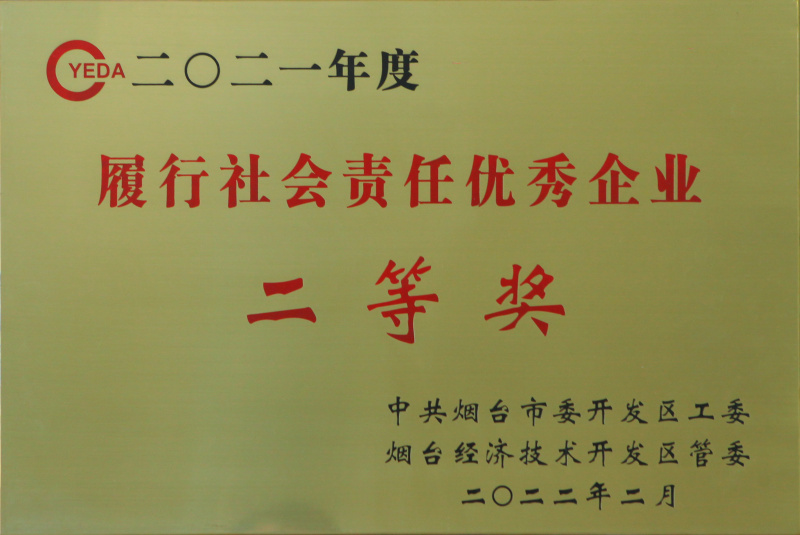 YEDA 二〇二一年度
履行社会责任优秀企业
二等奖
中共烟台市委开发区工委
烟台经济技术开发区管委
二〇二二年二月